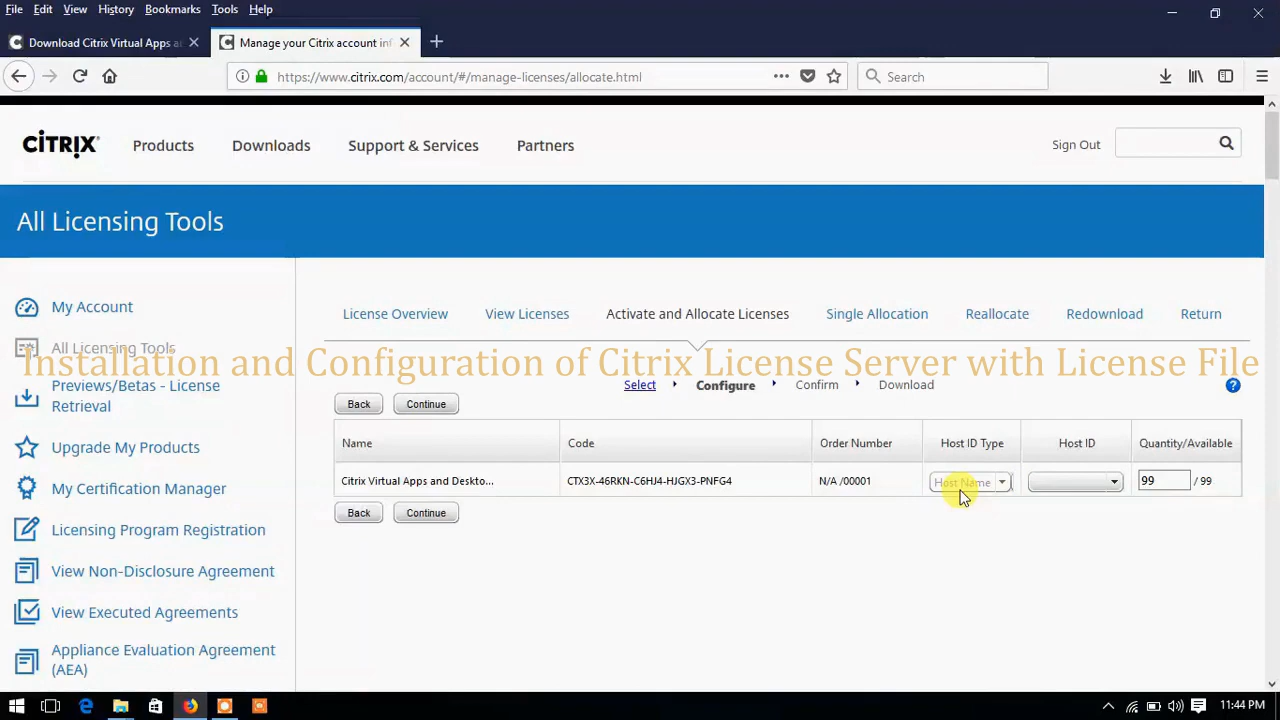 File Edit View History Bookmarks Tools Help
Download Citrix Virtual Apps a
Manage your Citrix account inf
https://www.citrix.com/account/#/manage-licenses/allocate.html
Search
CITRIX
Products Downloads Support & Services Partners
Sign Out
All Licensing Tools
My Account
All Licensing Tools
Previews/Betas - License
Retrieval
Upgrade My Products
My Certification Manager
Licensing Program Registration
View Non-Disclosure Agreement
View Executed Agreements
Appliance Evaluation Agreement
(AEA)
License Overview View Licenses Activate and Allocate Licenses Single Allocation Reallocate Redownload Return
Installation and Configuration of Citrix License Server with License File
Select Configure Confirm Download ?
Back Continue
Name Code Order Number Host ID Type Host ID Quantity/Available
Citrix Virtual Apps and Deskto... CTX3X-46RKN-C6HJ4-HJGX3-PNFG4 N/A /00001 Host Name 99 / 99
Back Continue
11:44 PM